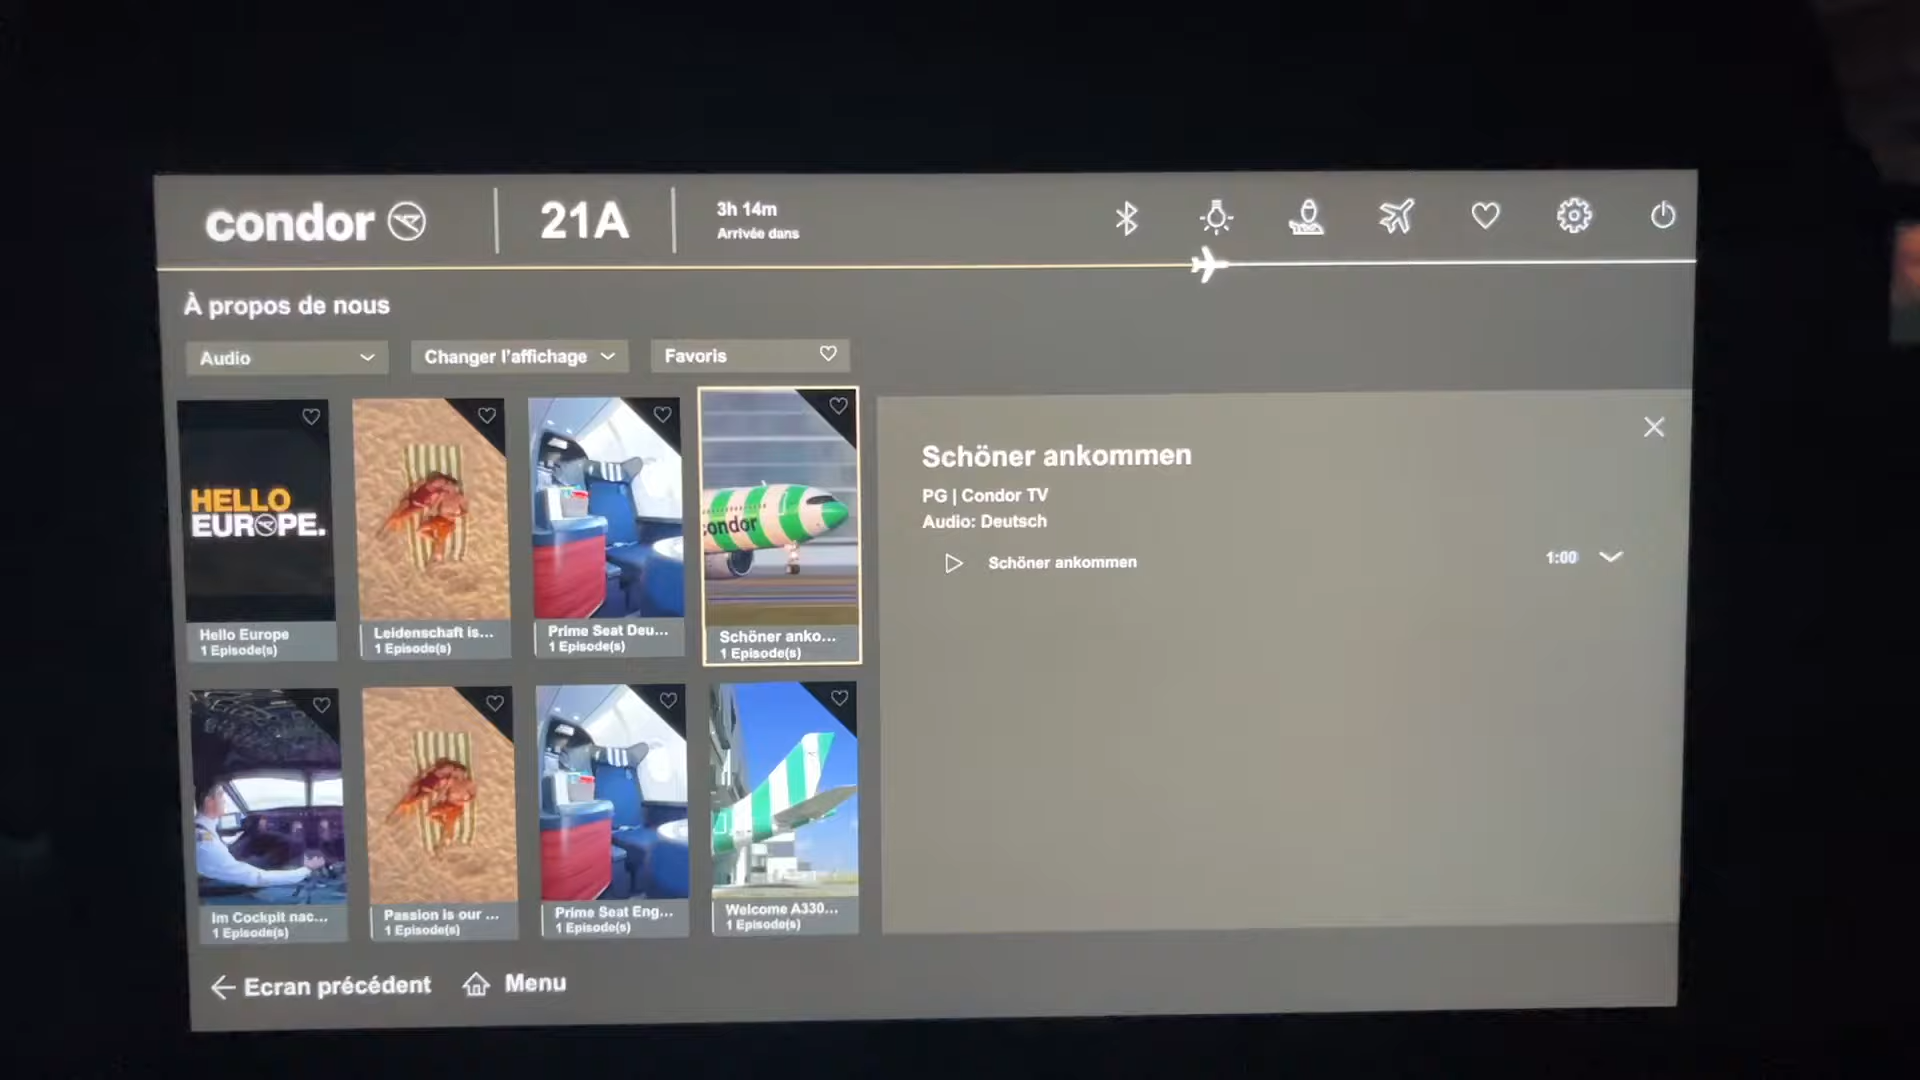 condor
21A
3h 14m
Arrivée dans
À propos de nous
Audio
Changer l'affichage
Favoris
HELLO
EUROPE.
condor
Hello Europe
1 Episode(s)
Leidenschaft is...
1 Episode(s)
Prime Seat Deu...
1 Episode(s)
Schöner anko...
1 Episode(s)
Schöner ankommen
PG | Condor TV
Audio: Deutsch
Schöner ankommen
1:00
Im Cockpit nac...
1 Episode(s)
Passion is our ...
1 Episode(s)
Prime Seat Eng...
1 Episode(s)
Welcome A330...
1 Episode(s)
Ecran précédent
Menu